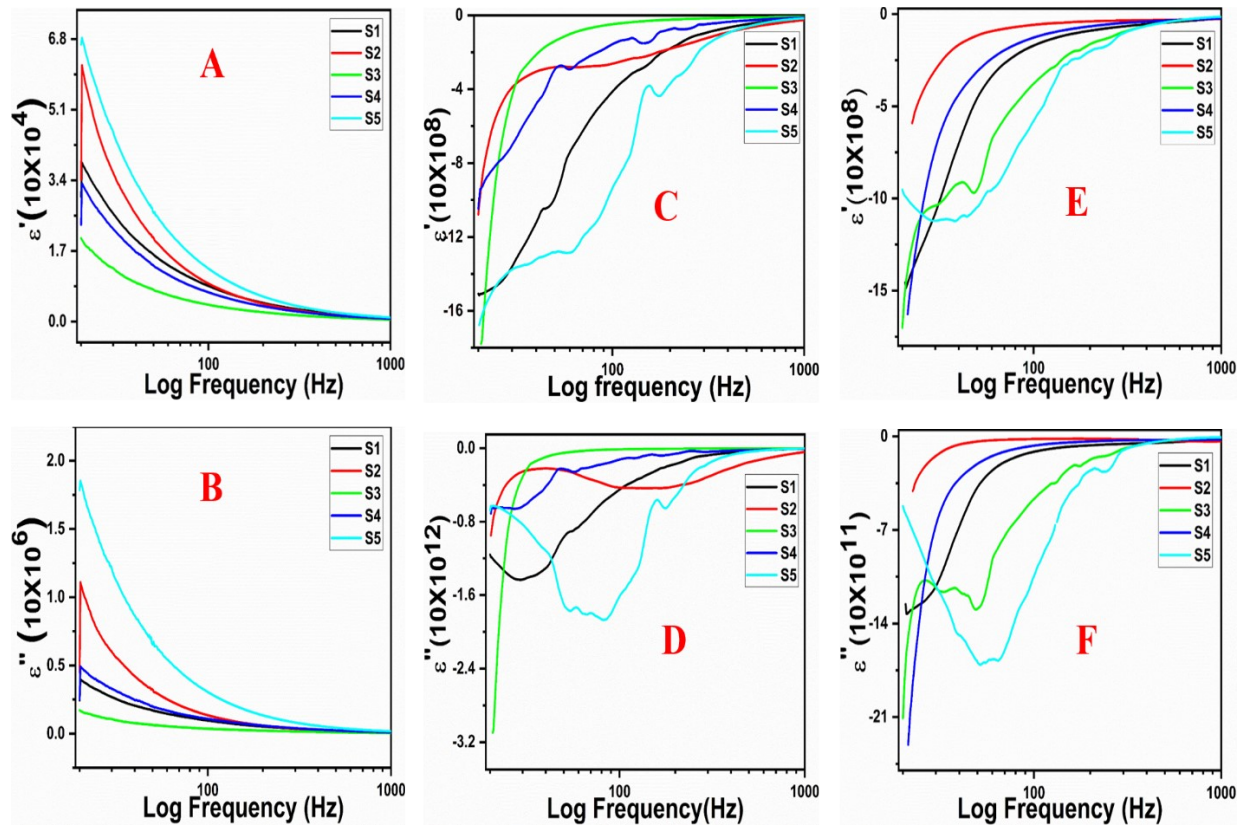 A
S1
S2
S3
S4
S5
6.8
5.1
3.4
1.7
0.0
ε'(10X10⁴)
100
1000
Log Frequency (Hz)
C
S1
S2
S3
S4
S5
0
-4
-8
-12
-16
ε'(10X10⁸)
100
1000
Log frequency (Hz)
E
S1
S2
S3
S4
S5
0
-5
-10
-15
ε'(10X10⁸)
100
1000
Log Frequency (Hz)
B
S1
S2
S3
S4
S5
2.0
1.5
1.0
0.5
0.0
ε" (10X10⁶)
100
1000
Log Frequency (Hz)
D
S1
S2
S3
S4
S5
0.0
-0.8
-1.6
-2.4
-3.2
ε"(10X10¹²)
100
1000
Log Frequency(Hz)
F
S1
S2
S3
S4
S5
0
-7
-14
-21
ε"(10X10¹¹)
100
1000
Log Frequency (Hz)